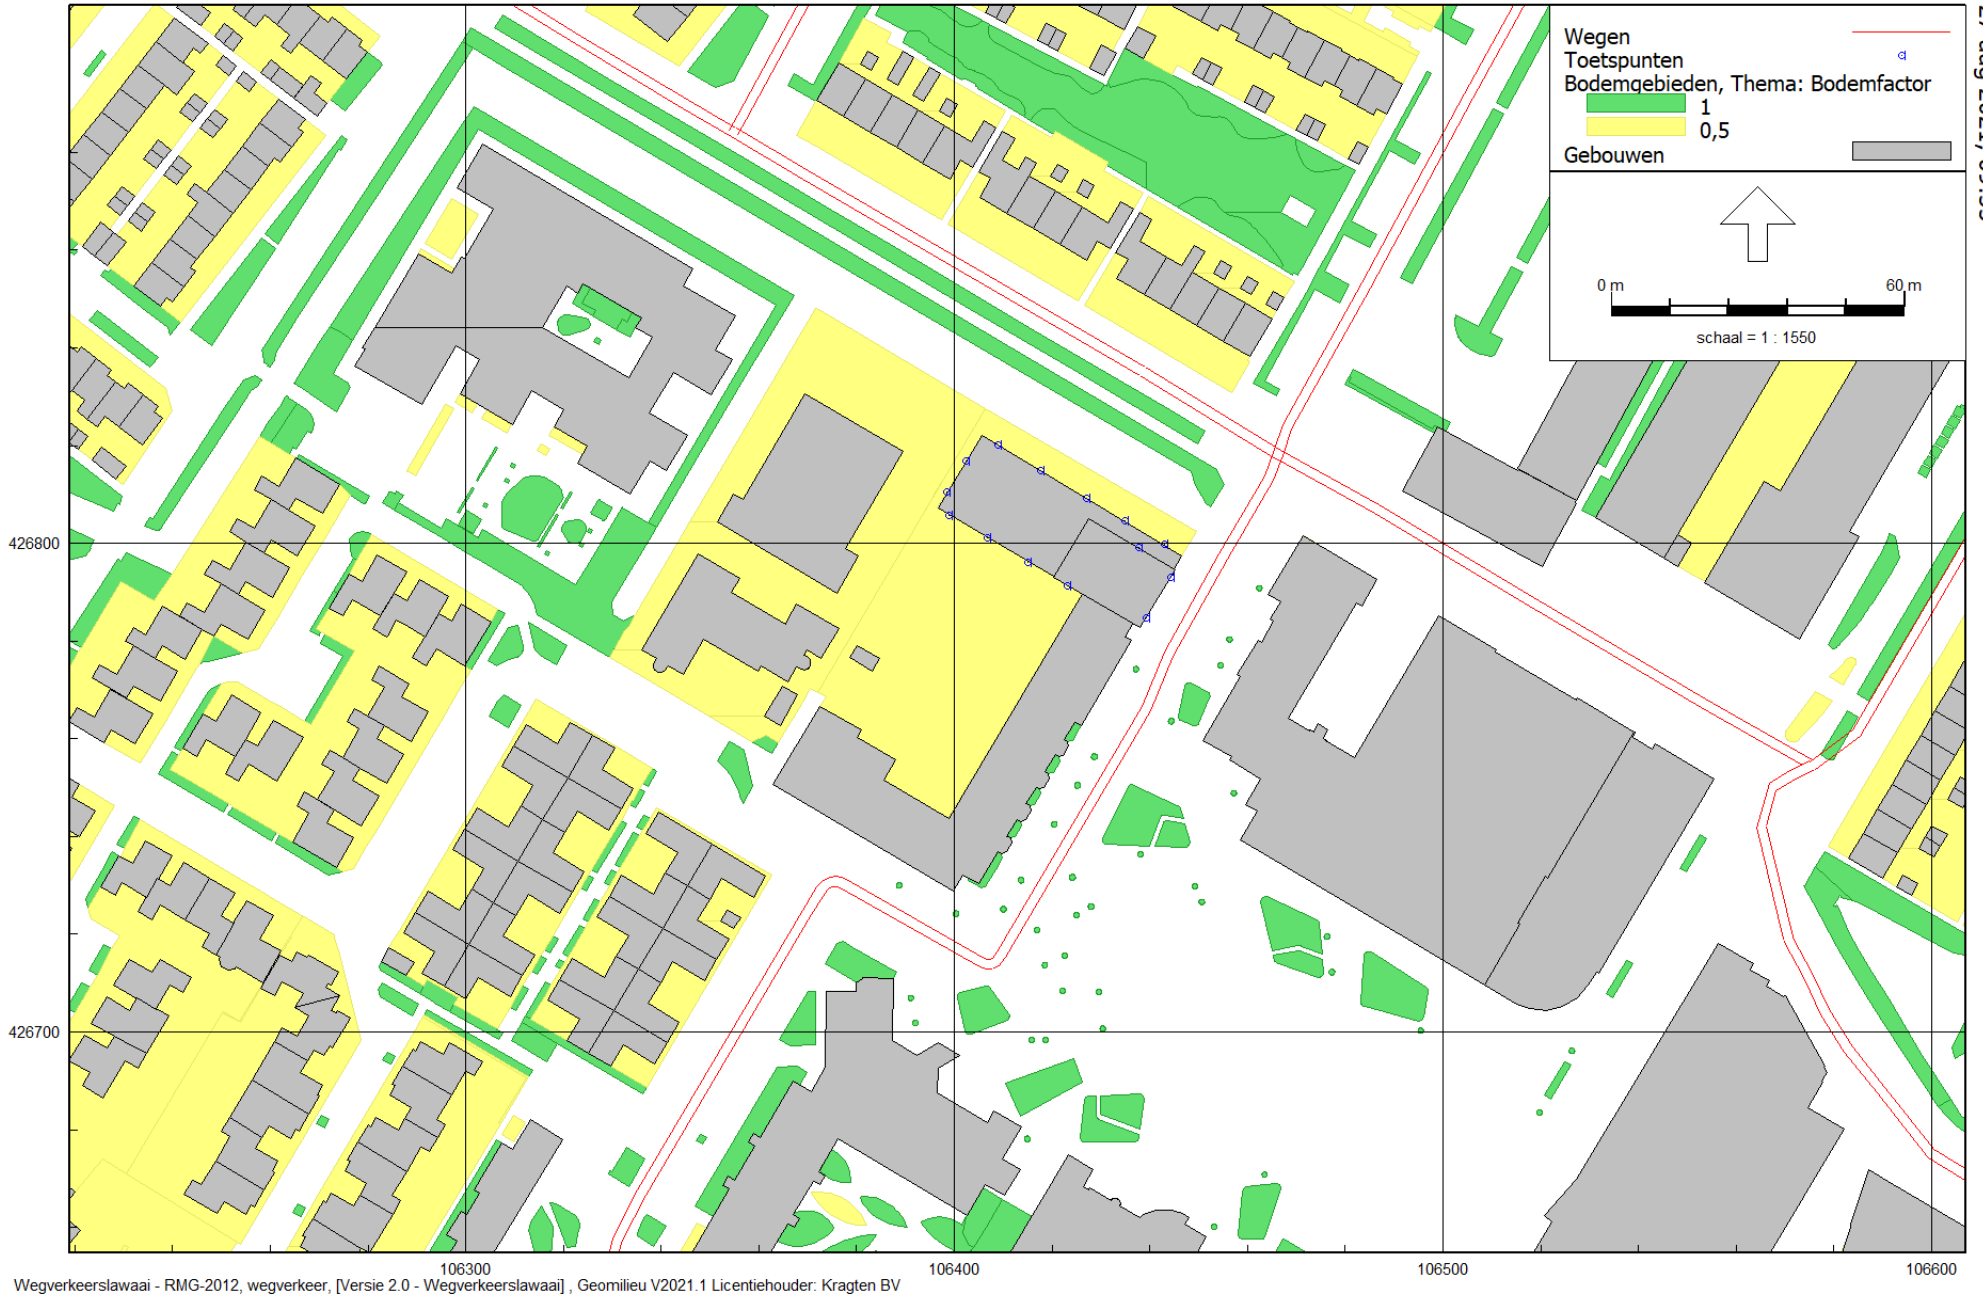 Wegen
Toetspunten
Bodemgebieden, Thema: Bodemfactor
1
0,5
Gebouwen
0 m 60 m
schaal = 1 : 1550
426800
426700
106300 106400 106500 106600
Wegverkeerslawaai - RMG-2012, wegverkeer, [Versie 2.0 - Wegverkeerslawaai] , Geomilieu V2021.1 Licentiehouder: Kragten BV